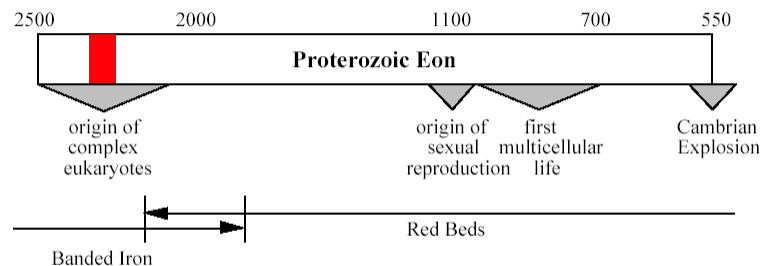 2500 2000 1100 700 550
Proterozoic Eon
origin of
complex
eukaryotes
origin of
sexual
reproduction
first
multicellular
life
Cambrian
Explosion
Red Beds
Banded Iron